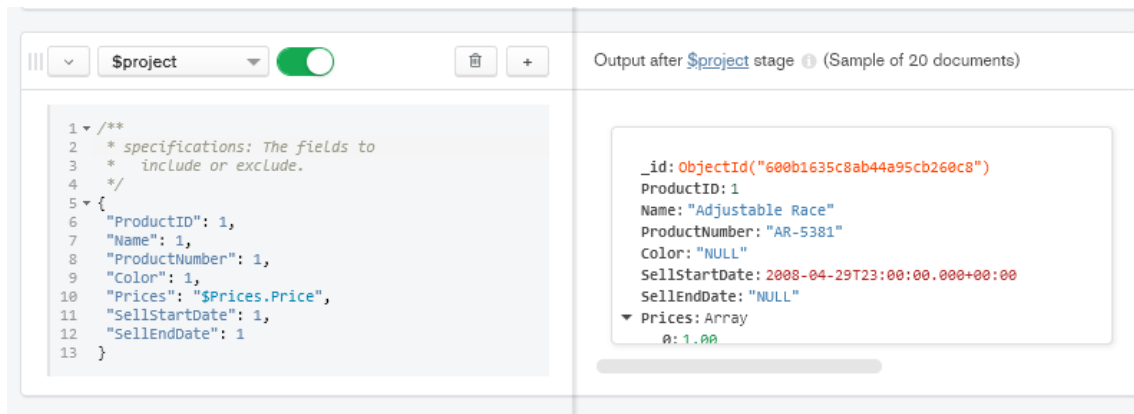 $project
+
Output after $project stage (Sample of 20 documents)
1 /**
2  * specifications: The fields to
3  *   include or exclude.
4  */
5 {
6  "ProductID": 1,
7  "Name": 1,
8  "ProductNumber": 1,
9  "Color": 1,
10  "Prices": "$Prices.Price",
11  "SellStartDate": 1,
12  "SellEndDate": 1
13 }
_id: ObjectId("600b1635c8ab44a95cb260c8")
ProductID: 1
Name: "Adjustable Race"
ProductNumber: "AR-5381"
Color: "NULL"
SellStartDate: 2008-04-29T23:00:00.000+00:00
SellEndDate: "NULL"
Prices: Array
0: 1.00